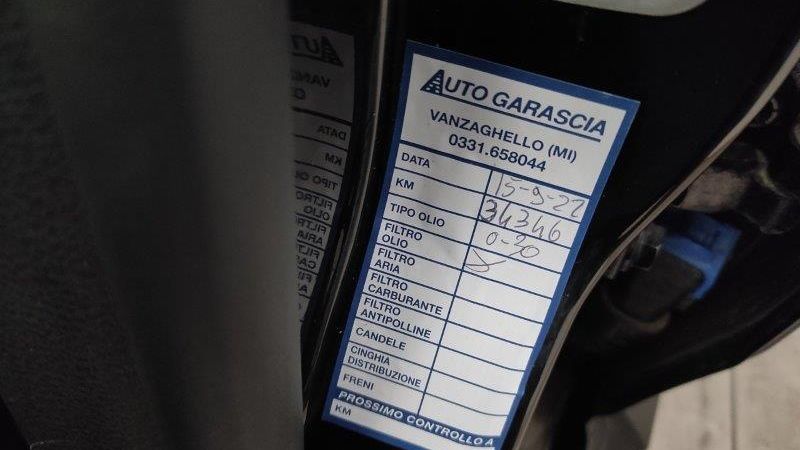 AUTO GARASCIA
VANZAGHELLO (MI)
0331.658044
DATA 15-9-22
KM 34346
TIPO OLIO 0-20
FILTRO OLIO
FILTRO ARIA
FILTRO CARBURANTE
FILTRO ANTIPOLLINE
CANDELE
CINGHIA DISTRIBUZIONE
FRENI
PROSSIMO CONTROLLO A
KM